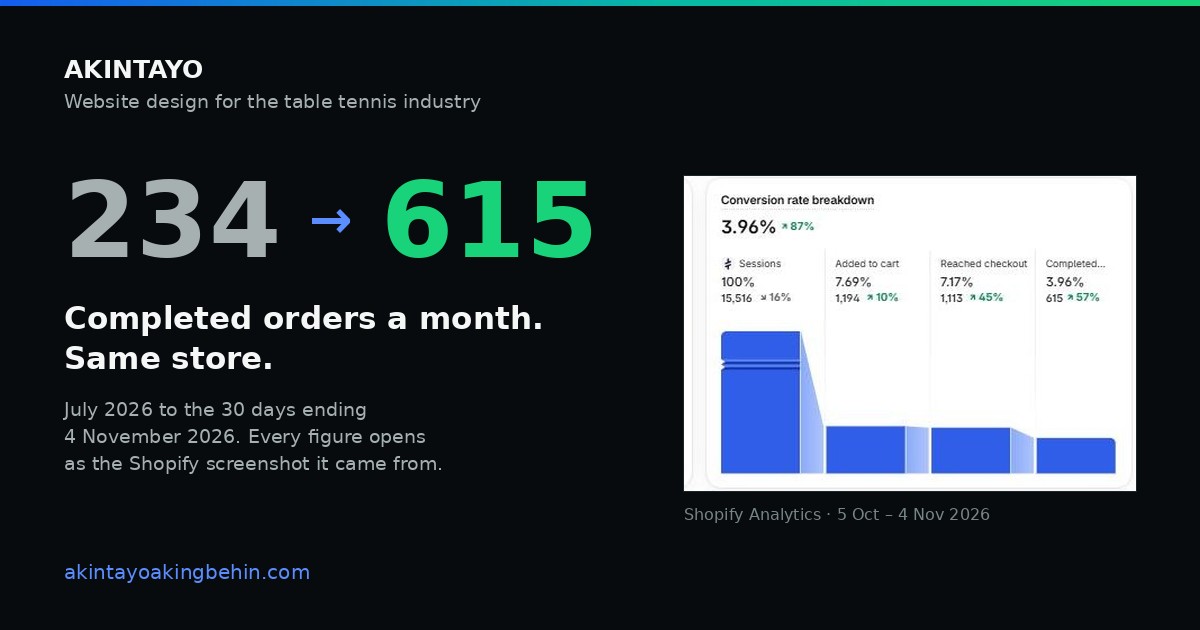 AKINTAYO
Website design for the table tennis industry
234 → 615
Completed orders a month.
Same store.
July 2026 to the 30 days ending
4 November 2026. Every figure opens
as the Shopify screenshot it came from.
akintayoakingbehin.com
Conversion rate breakdown
3.96% ↗ 87%
Sessions
100%
15,516 ↘ 16%
Added to cart
7.69%
1,194 ↗ 10%
Reached checkout
7.17%
1,113 ↗ 45%
Completed...
3.96%
615 ↗ 57%
Shopify Analytics · 5 Oct – 4 Nov 2026